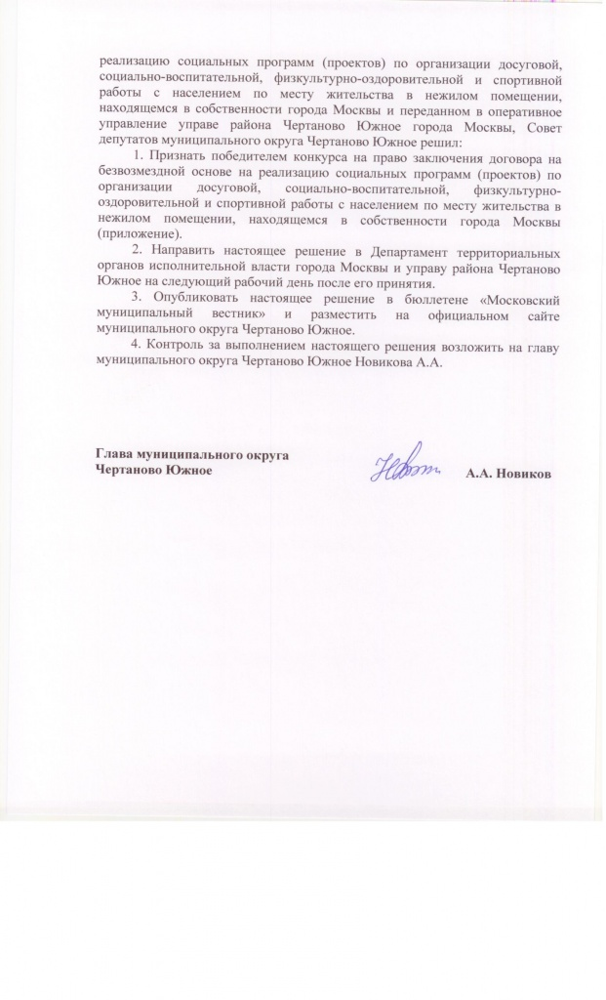 реализацию социальных программ (проектов) по организации досуговой,
социально-воспитательной, физкультурно-оздоровительной и спортивной
работы с населением по месту жительства в нежилом помещении,
находящемся в собственности города Москвы и переданном в оперативное
управление управе района Чертаново Южное города Москвы, Совет
депутатов муниципального округа Чертаново Южное решил:
1. Признать победителем конкурса на право заключения договора на
безвозмездной основе на реализацию социальных программ (проектов) по
организации досуговой, социально-воспитательной, физкультурно-
оздоровительной и спортивной работы с населением по месту жительства в
нежилом помещении, находящемся в собственности города Москвы
(приложение).
2. Направить настоящее решение в Департамент территориальных
органов исполнительной власти города Москвы и управу района Чертаново
Южное на следующий рабочий день после его принятия.
3. Опубликовать настоящее решение в бюллетене «Московский
муниципальный вестник» и разместить на официальном сайте
муниципального округа Чертаново Южное.
4. Контроль за выполнением настоящего решения возложить на главу
муниципального округа Чертаново Южное Новикова А.А.
Глава муниципального округа
Чертаново Южное А.А. Новиков